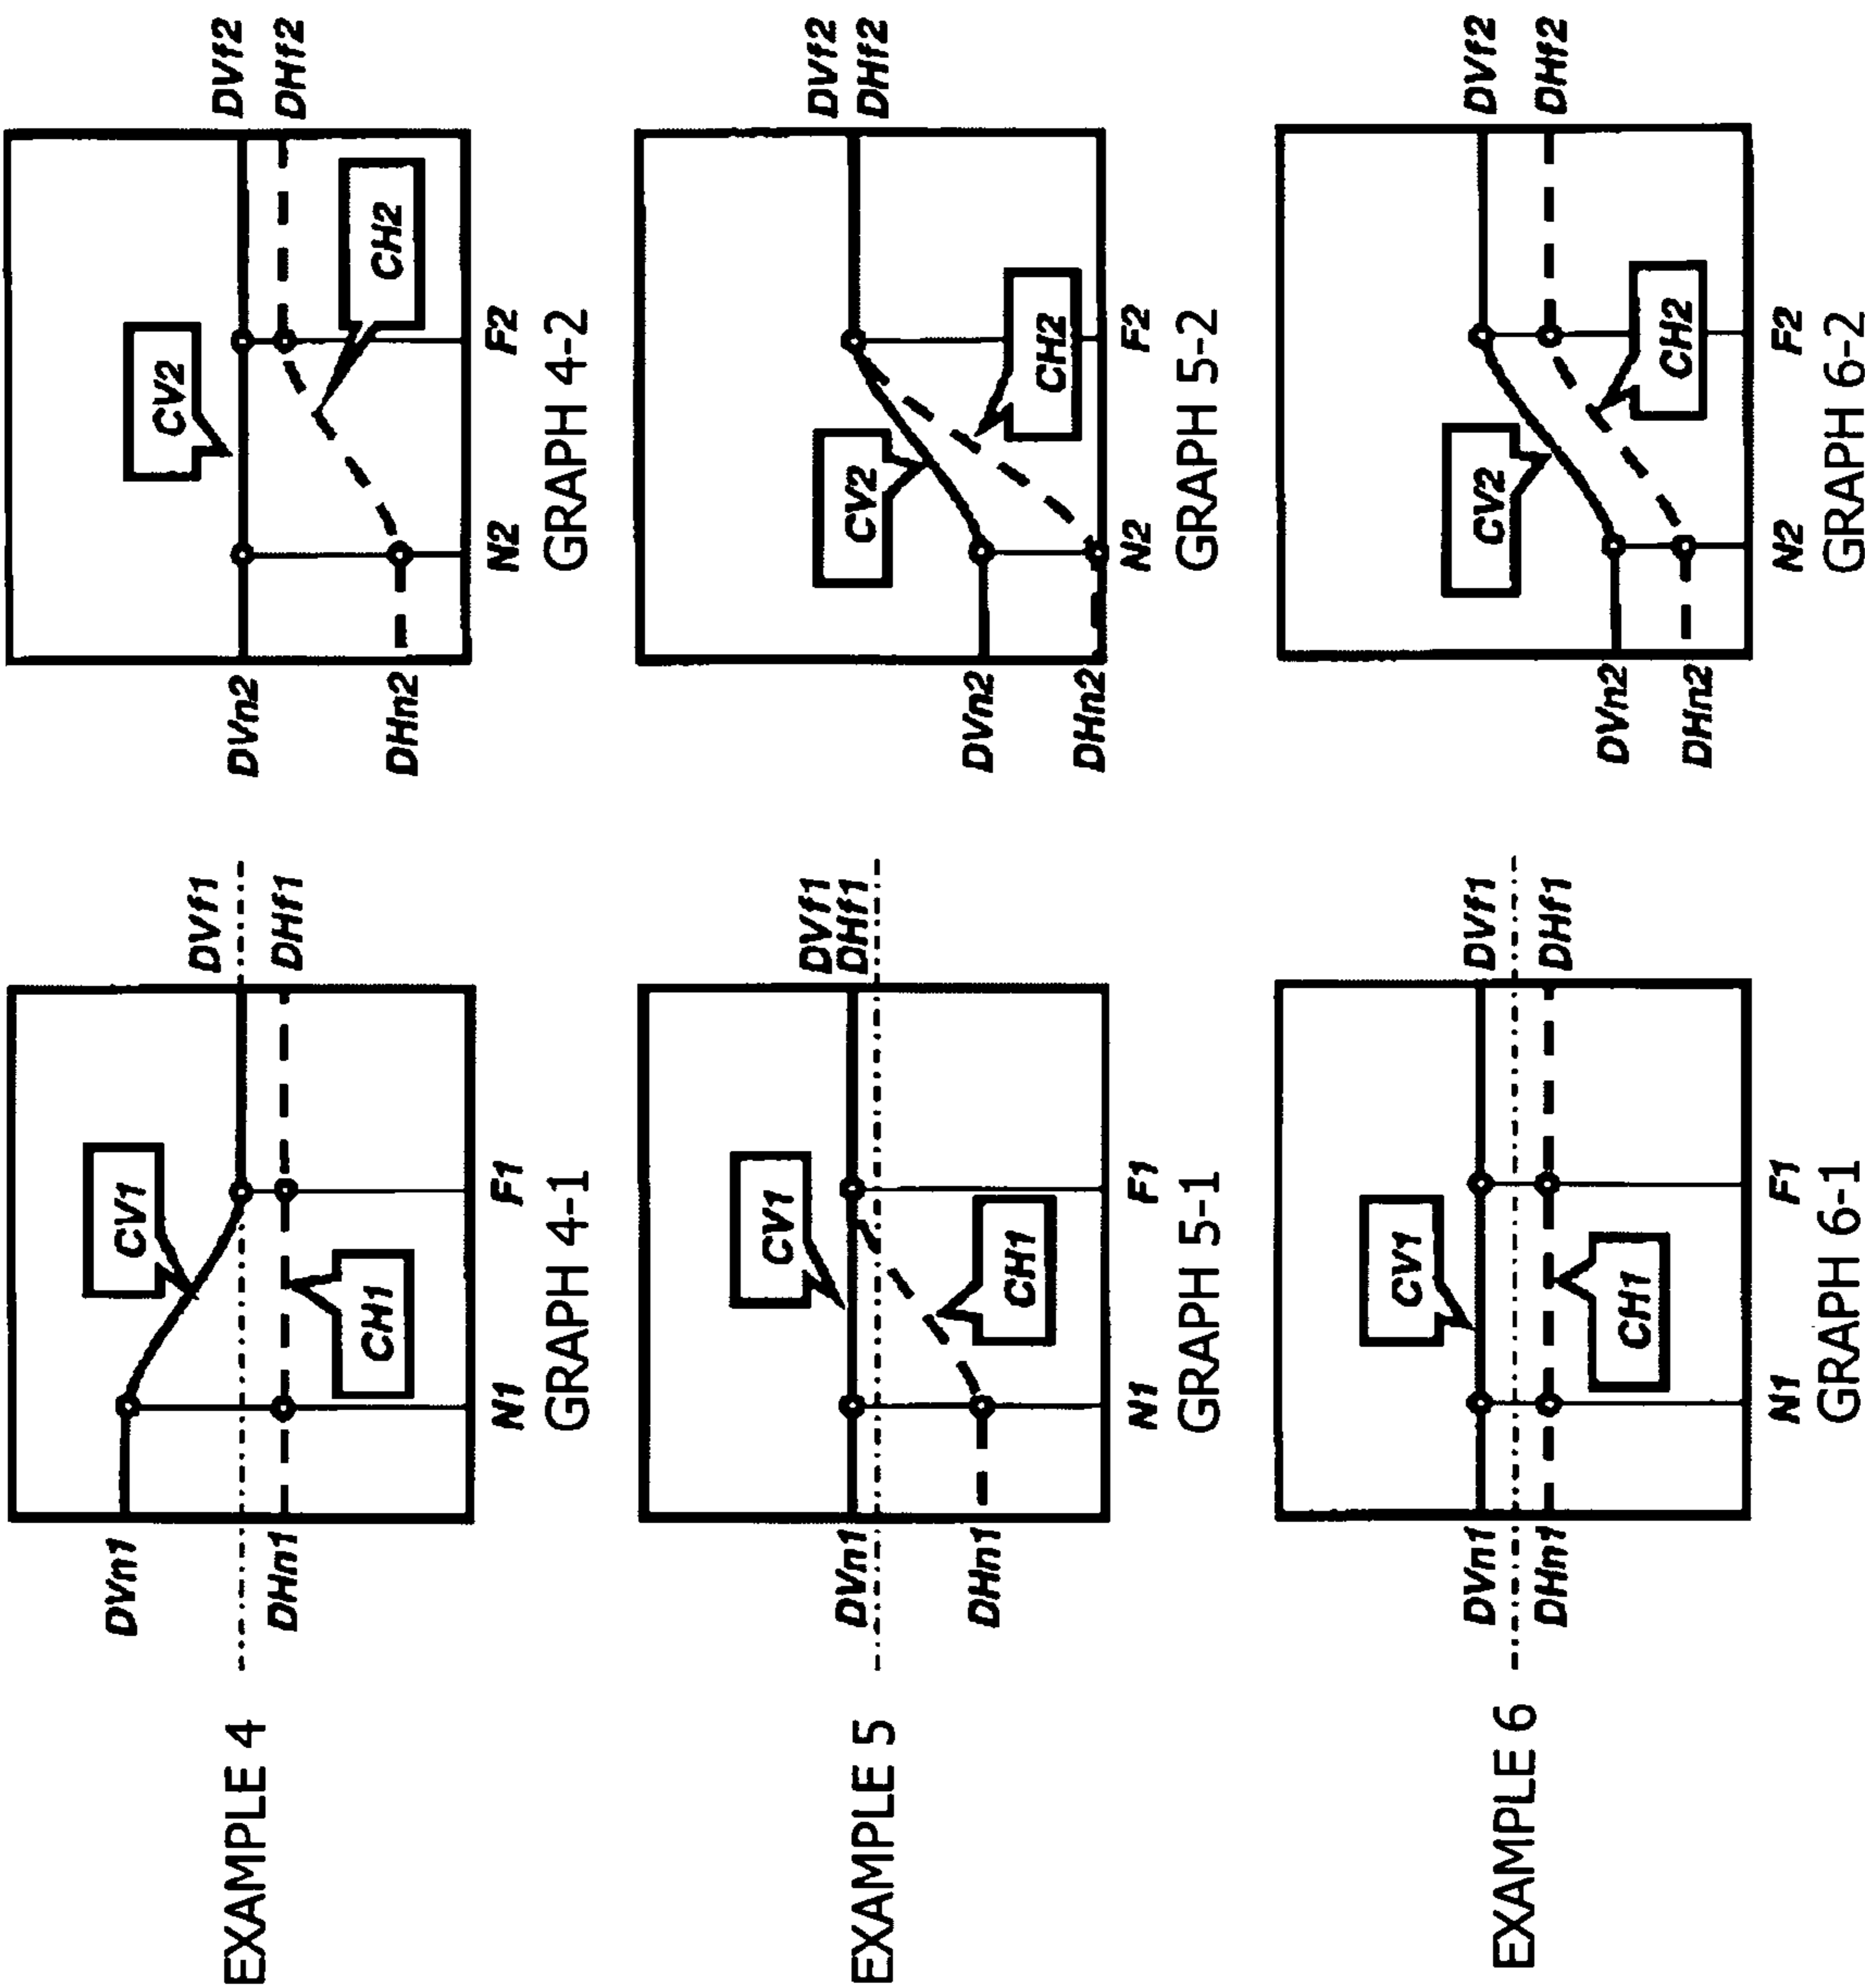 EXAMPLE 4
DVn1
DHn1
CV1
CH1
DVf1
DHf1
N1
F1
GRAPH 4-1
DVn2
DHn2
CV2
CH2
DVf2
DHf2
N2
F2
GRAPH 4-2
EXAMPLE 5
DVn1
DHn1
CV1
CH1
DVf1
DHf1
N1
F1
GRAPH 5-1
DVn2
DHn2
CV2
CH2
DVf2
DHf2
N2
F2
GRAPH 5-2
EXAMPLE 6
DVn1
DHn1
CV1
CH1
DVf1
DHf1
N1
F1
GRAPH 6-1
DVn2
DHn2
CV2
CH2
DVf2
DHf2
N2
F2
GRAPH 6-2